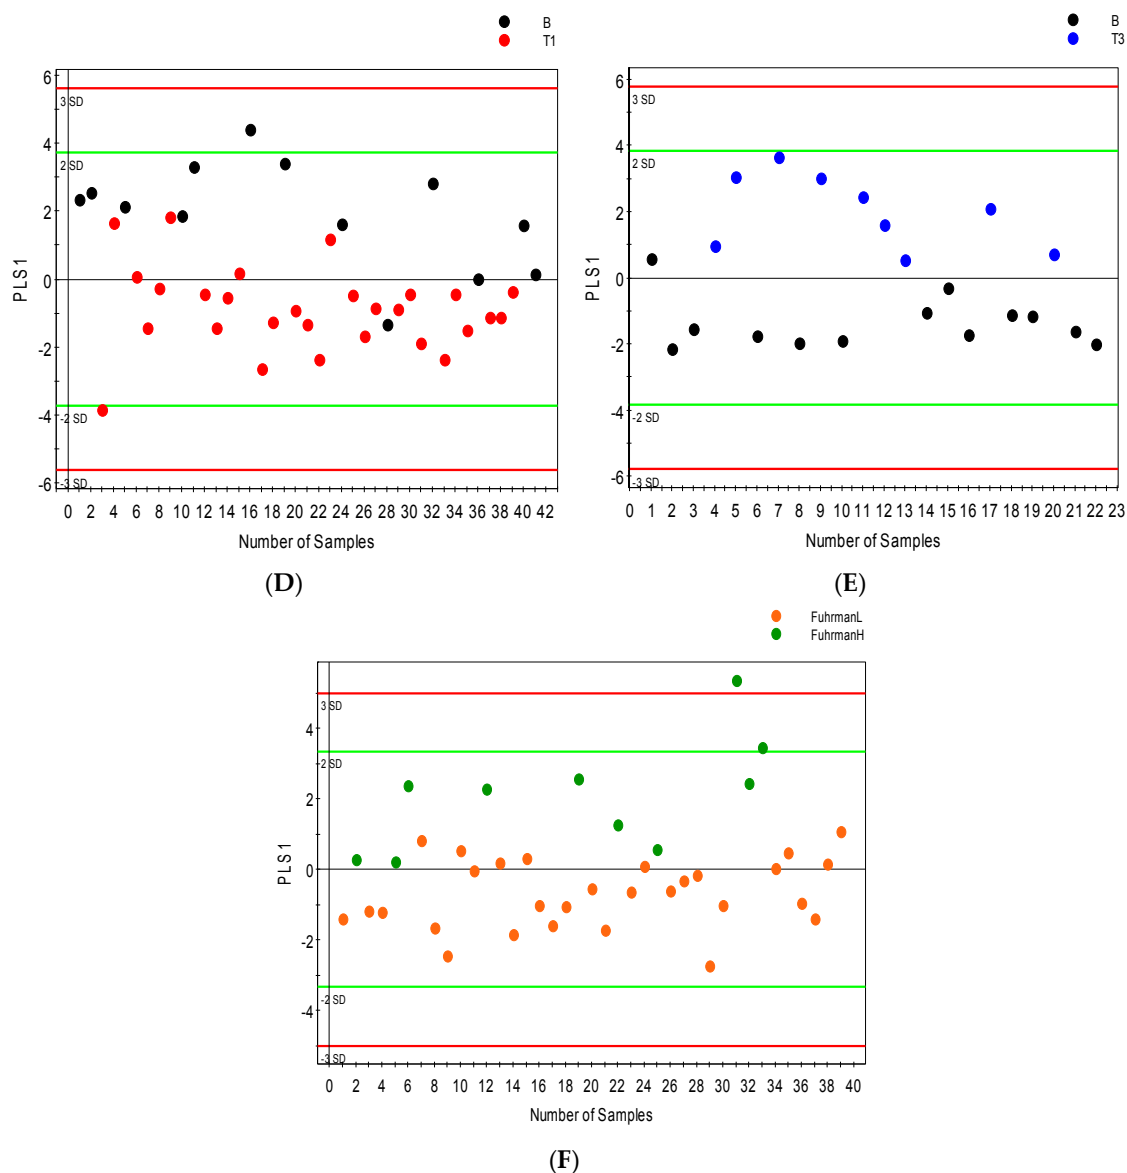 B
T1
6
3 SD
4
2 SD
2
0
PLS1
-2
-4
-2 SD
-6
-3 SD
0 2 4 6 8 10 12 14 16 18 20 22 24 26 28 30 32 34 36 38 40 42
Number of Samples
(D)
B
T3
6
3 SD
4
2 SD
2
0
PLS1
-2
-4
-2 SD
-6
-3 SD
0 1 2 3 4 5 6 7 8 9 10 11 12 13 14 15 16 17 18 19 20 21 22 23
Number of Samples
(E)
FuhrmanL
FuhrmanH
3 SD
4
2 SD
2
0
PLS1
-2
-2 SD
-4
-3 SD
0 2 4 6 8 10 12 14 16 18 20 22 24 26 28 30 32 34 36 38 40
Number of Samples
(F)